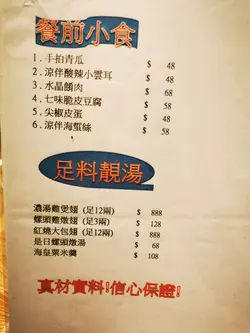 餐前小食
1 . 手拍青瓜 $ 48
2 . 涼伴酸辣小雲耳 $ 48
3 . 水晶餚肉 $ 68
4 . 七味脆皮豆腐 $ 58
5 . 尖椒皮蛋 $ 48
6 . 涼伴海蜇絲 $ 58
足料靚湯
濃湯雞煲翅 (足12兩) $ 888
螺頭雞燉翅 (足3兩) $ 128
紅燒大包翅 (足12兩) $ 888
是日螺頭燉湯 $ 68
海皇粟米羹 $ 108
真材實料!信心保證!